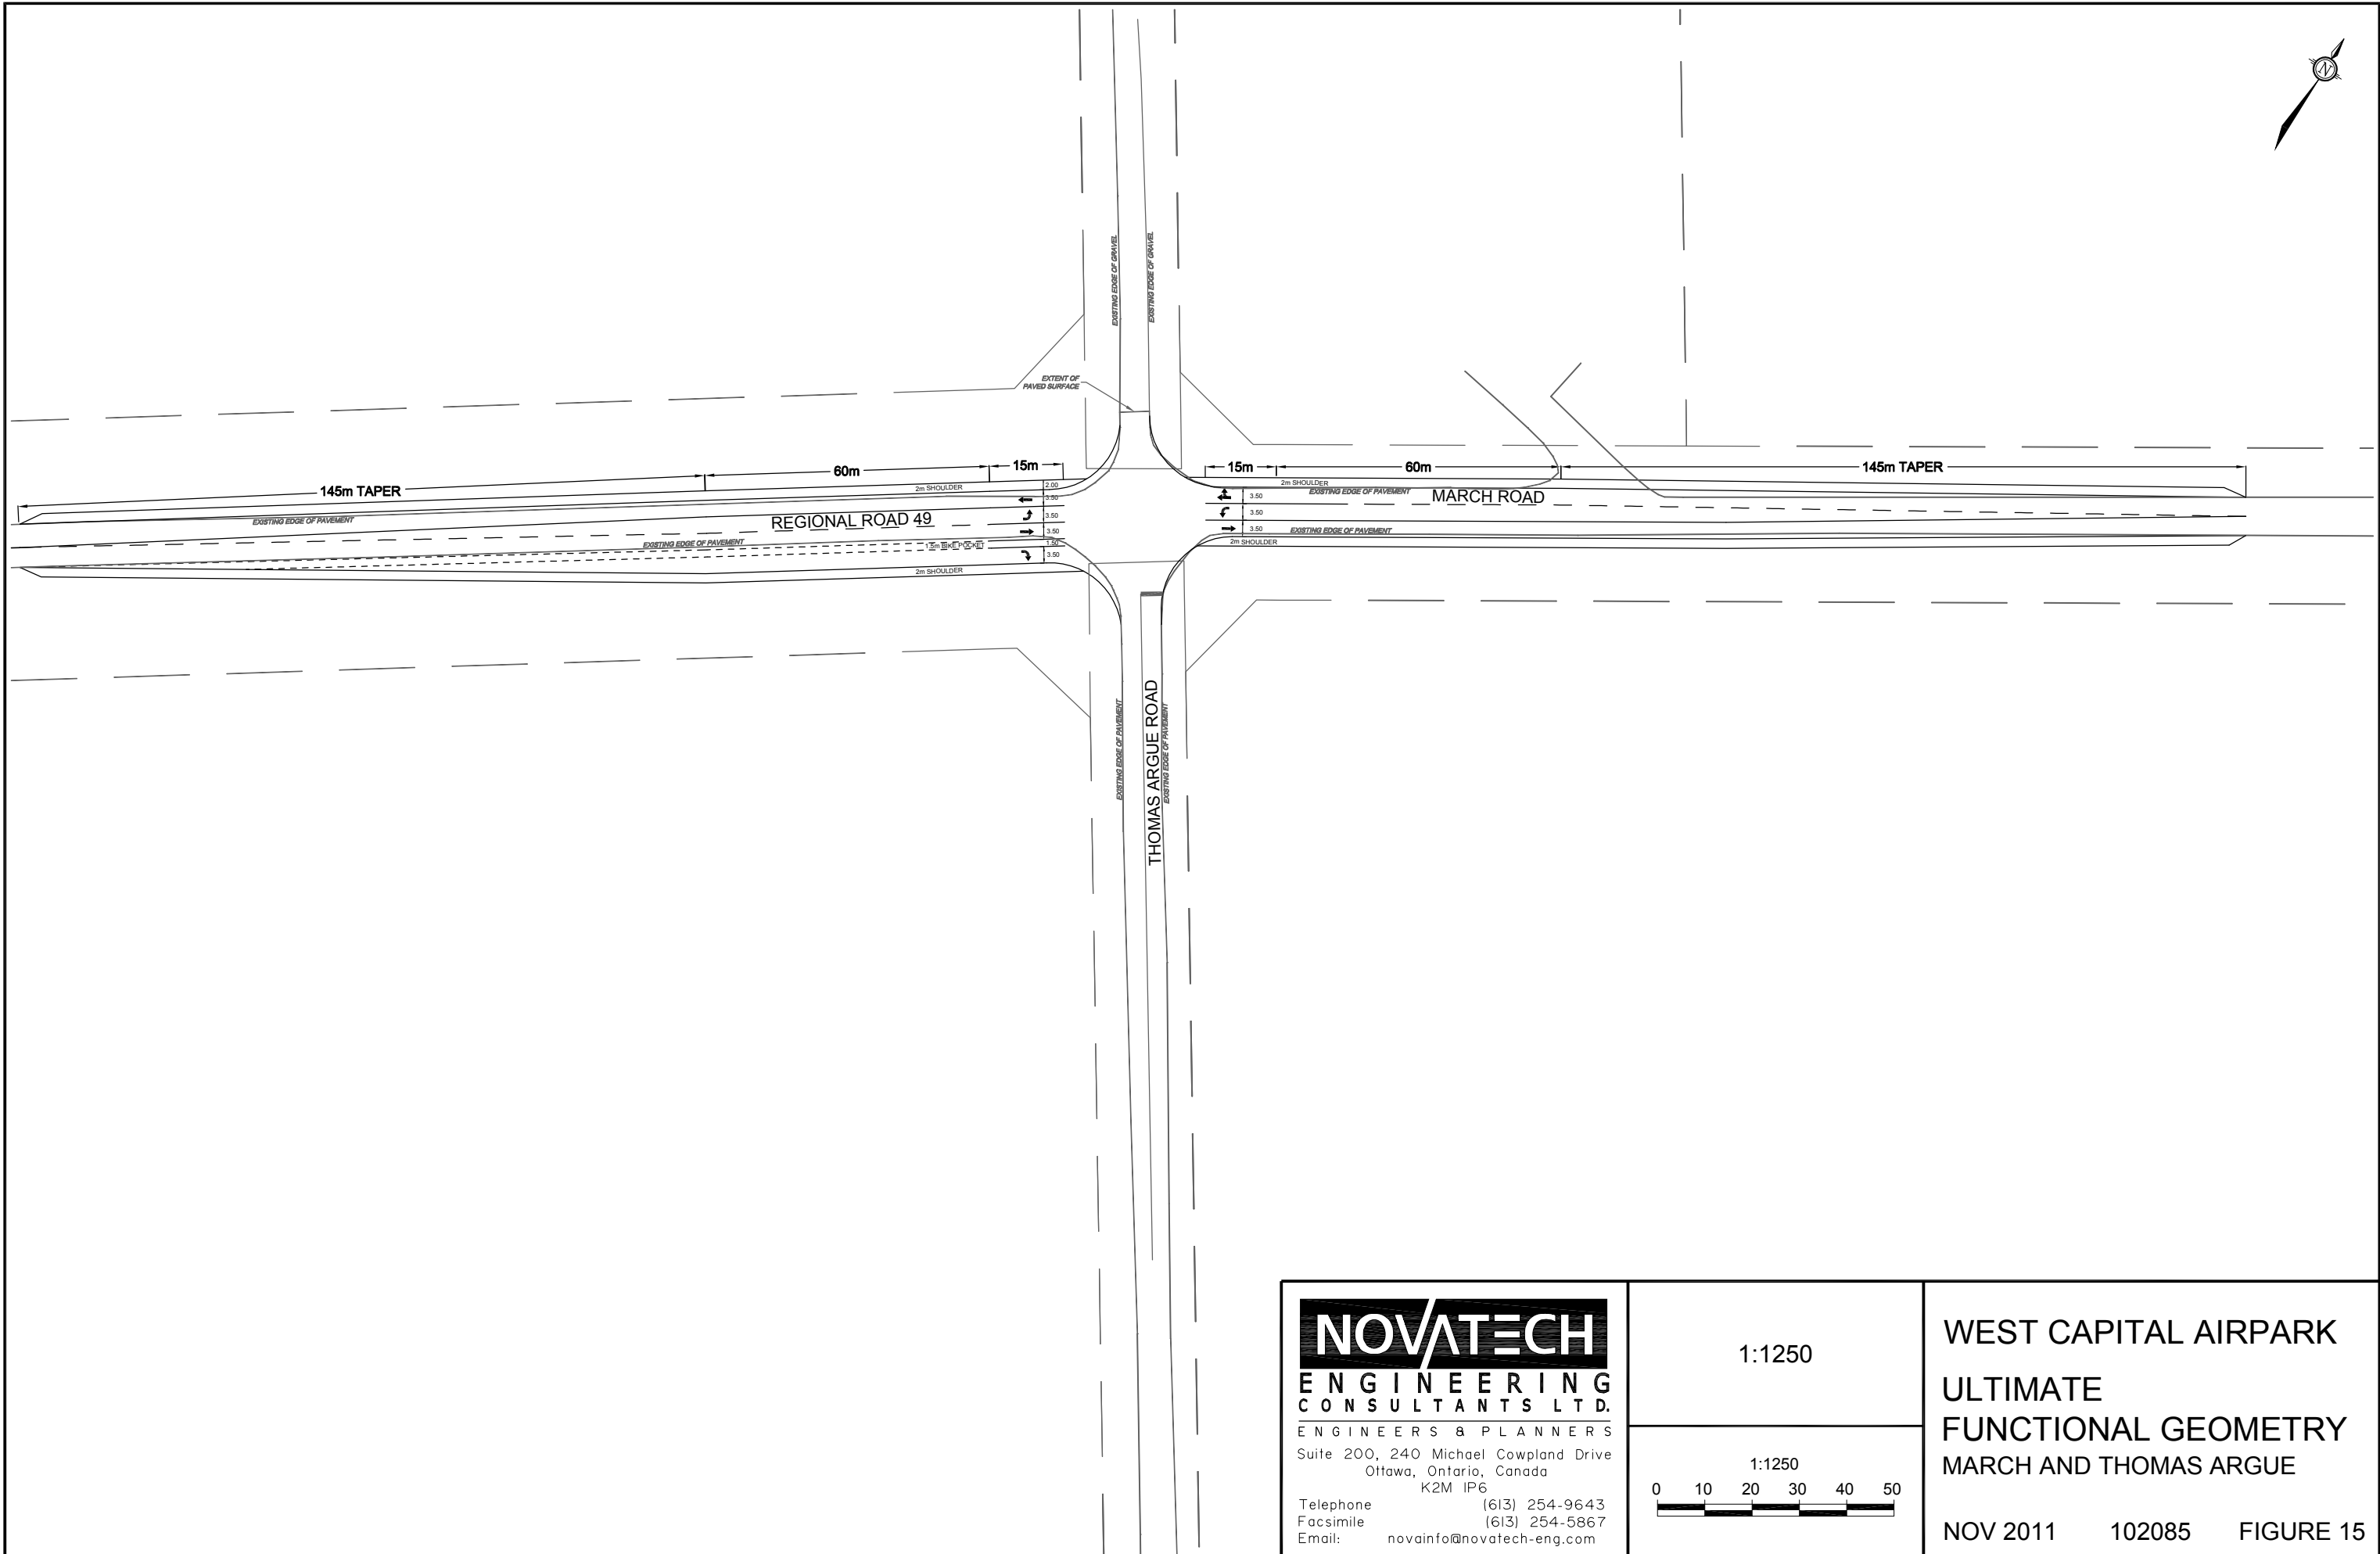 N
EXISTING EDGE OF GRAVEL
EXISTING EDGE OF GRAVEL
EXTENT OF
PAVED SURFACE
145m TAPER
60m
15m
15m
60m
145m TAPER
2m SHOULDER
2.00
3.50
3.50
3.50
1.50
3.50
EXISTING EDGE OF PAVEMENT
REGIONAL ROAD 49
EXISTING EDGE OF PAVEMENT
1.5m BIKE POCKET
2m SHOULDER
2m SHOULDER
3.50
EXISTING EDGE OF PAVEMENT
MARCH ROAD
3.50
3.50
EXISTING EDGE OF PAVEMENT
2m SHOULDER
EXISTING EDGE OF PAVEMENT
THOMAS ARGUE ROAD
EXISTING EDGE OF PAVEMENT
NOVATECH
ENGINEERING
CONSULTANTS LTD.
ENGINEERS & PLANNERS
Suite 200, 240 Michael Cowpland Drive
Ottawa, Ontario, Canada
K2M 1P6
Telephone (613) 254-9643
Facsimile (613) 254-5867
Email: novainfo@novatech-eng.com
1:1250
1:1250
0 10 20 30 40 50
WEST CAPITAL AIRPARK
ULTIMATE
FUNCTIONAL GEOMETRY
MARCH AND THOMAS ARGUE
NOV 2011 102085 FIGURE 15